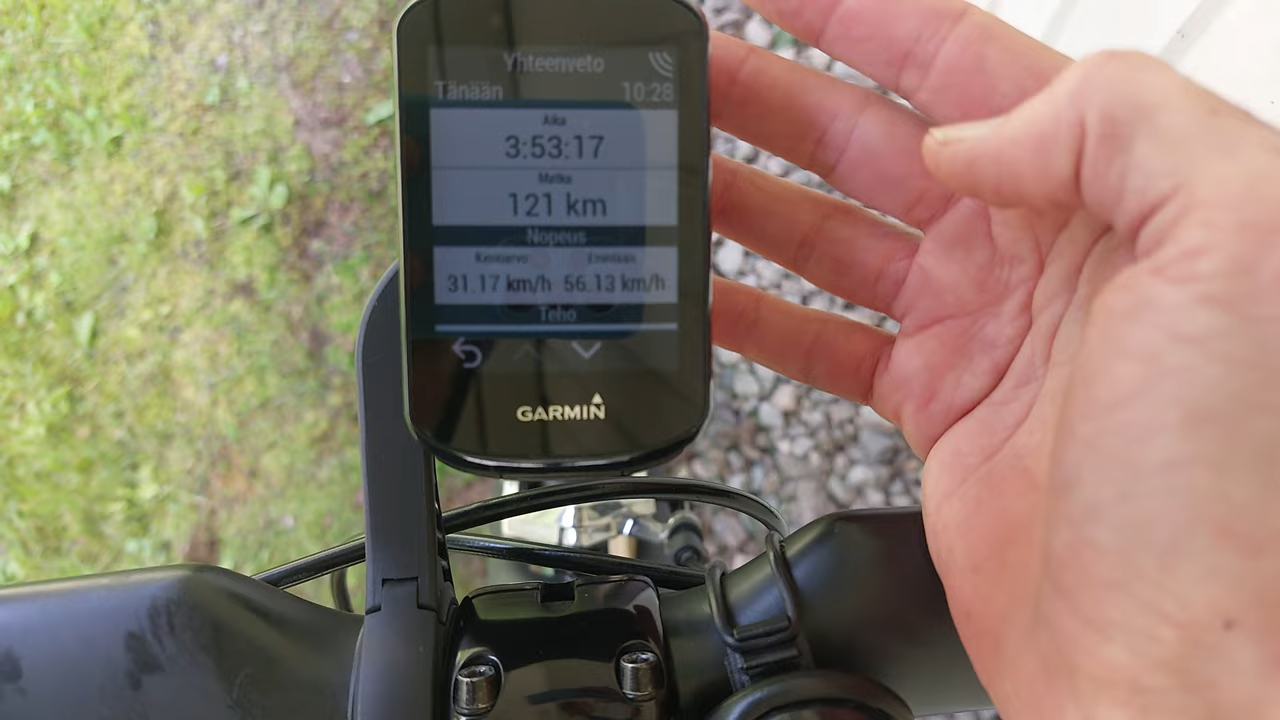 Yhteenveto
Tänään 10:28
Aika
3:53:17
Matka
121 km
Nopeus
Keskiarvo Enintään
31.17 km/h 56.13 km/h
Teho
GARMIN